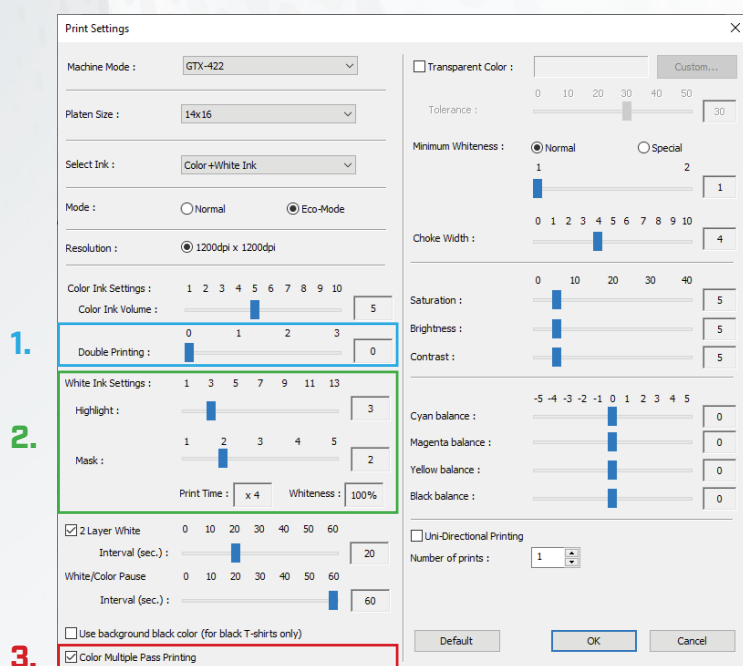 Print Settings
Machine Mode : GTX-422
Platen Size : 14x16
Select Ink : Color+White Ink
Mode : Normal Eco-Mode
Resolution : 1200dpi x 1200dpi
Color Ink Settings : 1 2 3 4 5 6 7 8 9 10
Color Ink Volume : 5
1.
0 1 2 3
Double Printing : 0
2.
White Ink Settings : 1 3 5 7 9 11 13
Highlight : 3
1 2 3 4 5
Mask : 2
Print Time : x 4 Whiteness : 100%
2 Layer White 0 10 20 30 40 50 60
Interval (sec.) : 20
White/Color Pause 0 10 20 30 40 50 60
Interval (sec.) : 60
Use background black color (for black T-shirts only)
3.
Color Multiple Pass Printing
Transparent Color : Custom...
0 10 20 30 40 50
Tolerance : 30
Minimum Whiteness : Normal Special
1 2
1
0 1 2 3 4 5 6 7 8 9 10
Choke Width : 4
0 10 20 30 40
Saturation : 5
Brightness : 5
Contrast : 5
-5 -4 -3 -2 -1 0 1 2 3 4 5
Cyan balance : 0
Magenta balance : 0
Yellow balance : 0
Black balance : 0
Uni-Directional Printing
Number of prints : 1
Default OK Cancel